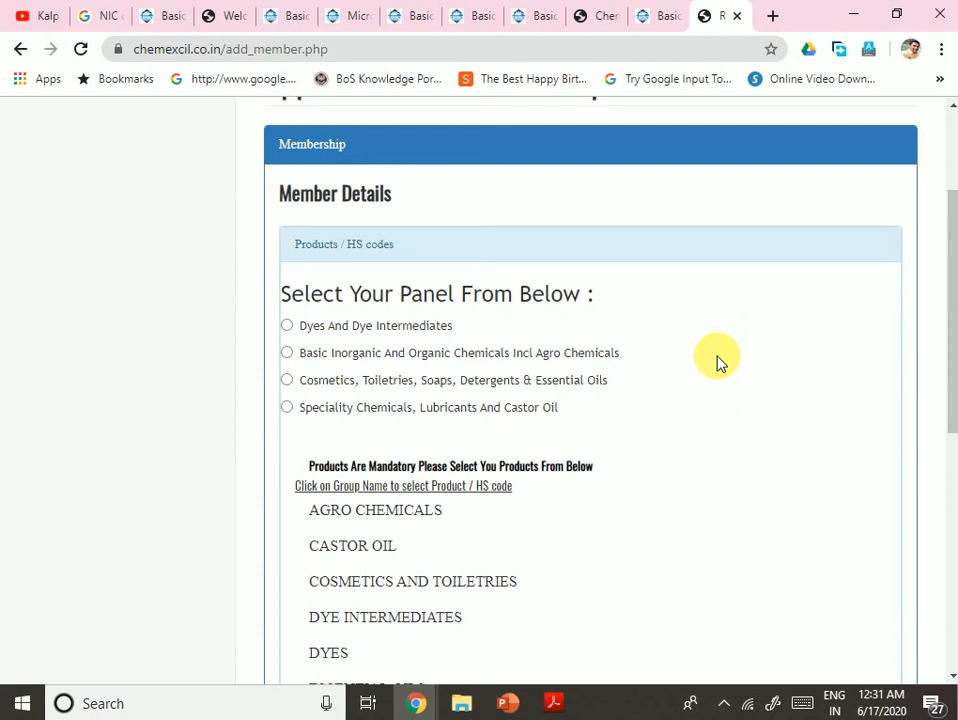 Kalp
NIC c
Basic
Welc
Basic
Micr
Basic
Basic
Basic
Chen
Basic
R
chemexcil.co.in/add_member.php
Apps
Bookmarks
http://www.google....
BoS Knowledge Por...
S The Best Happy Birt...
Try Google Input To...
Online Video Down...
»
Membership
Member Details
Products / HS codes
Select Your Panel From Below :
Dyes And Dye Intermediates
Basic Inorganic And Organic Chemicals Incl Agro Chemicals
Cosmetics, Toiletries, Soaps, Detergents & Essential Oils
Speciality Chemicals, Lubricants And Castor Oil
Products Are Mandatory Please Select You Products From Below
Click on Group Name to select Product / HS code
AGRO CHEMICALS
CASTOR OIL
COSMETICS AND TOILETRIES
DYE INTERMEDIATES
DYES
Search
ENG
IN
12:31 AM
6/17/2020
27